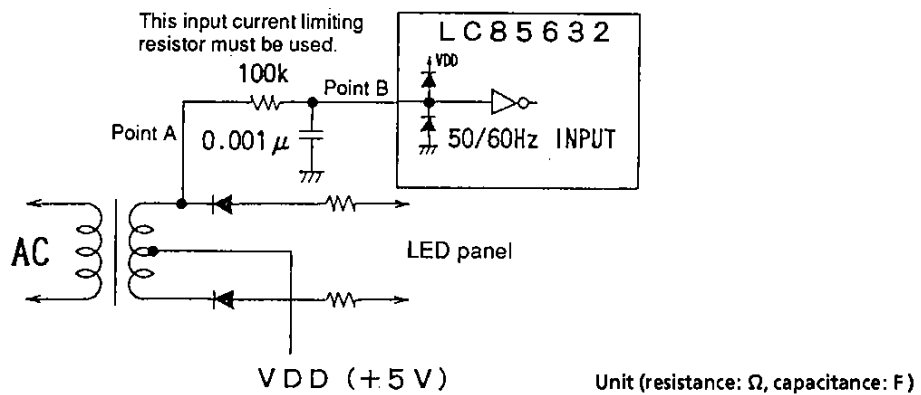 This input current limiting
resistor must be used.
LC85632
VDD
100k
Point B
Point A
0.001μ
50/60Hz INPUT
AC
LED panel
VDD (+5V)
Unit (resistance: Ω, capacitance: F)